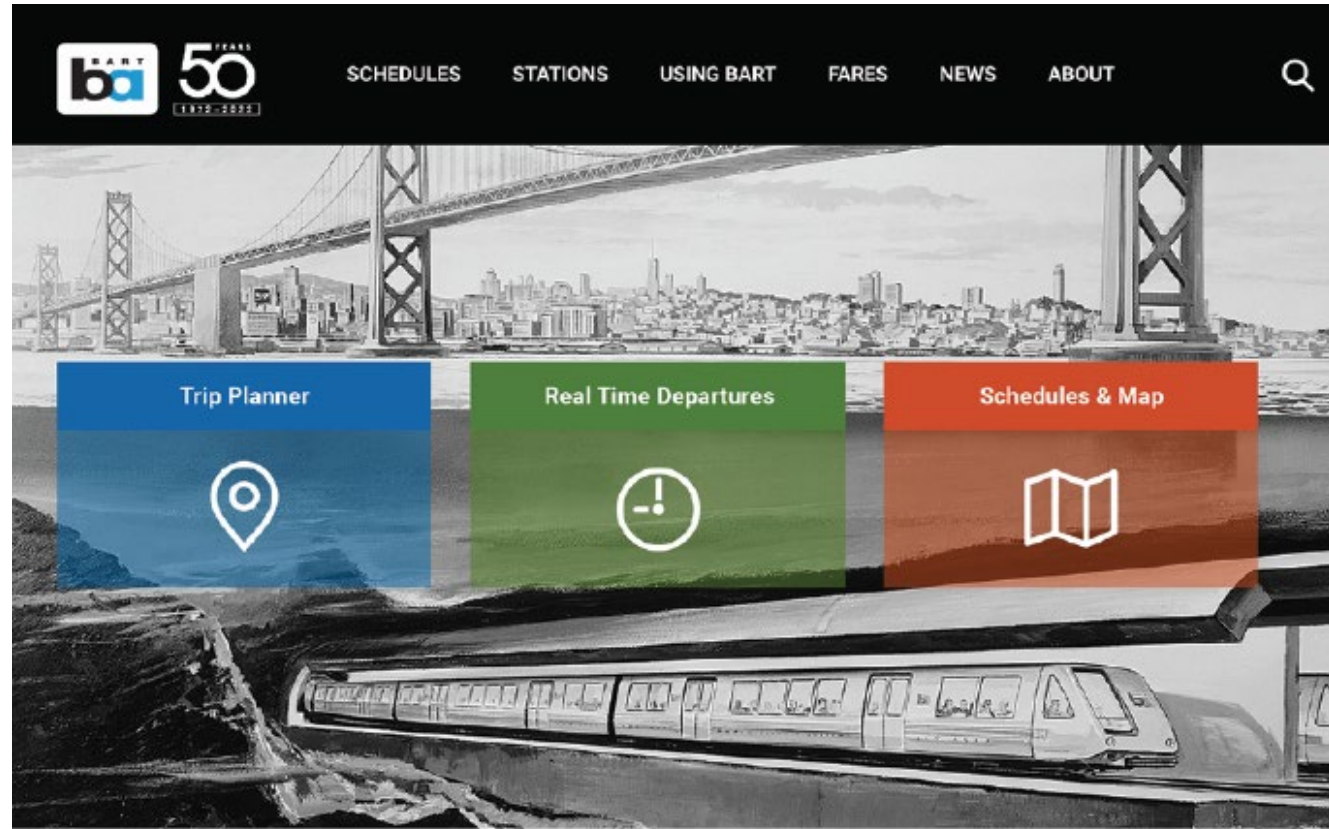 BART
ba
50
YEARS
1972-2022
SCHEDULES STATIONS USING BART FARES NEWS ABOUT
Trip Planner
Real Time Departures
Schedules & Map